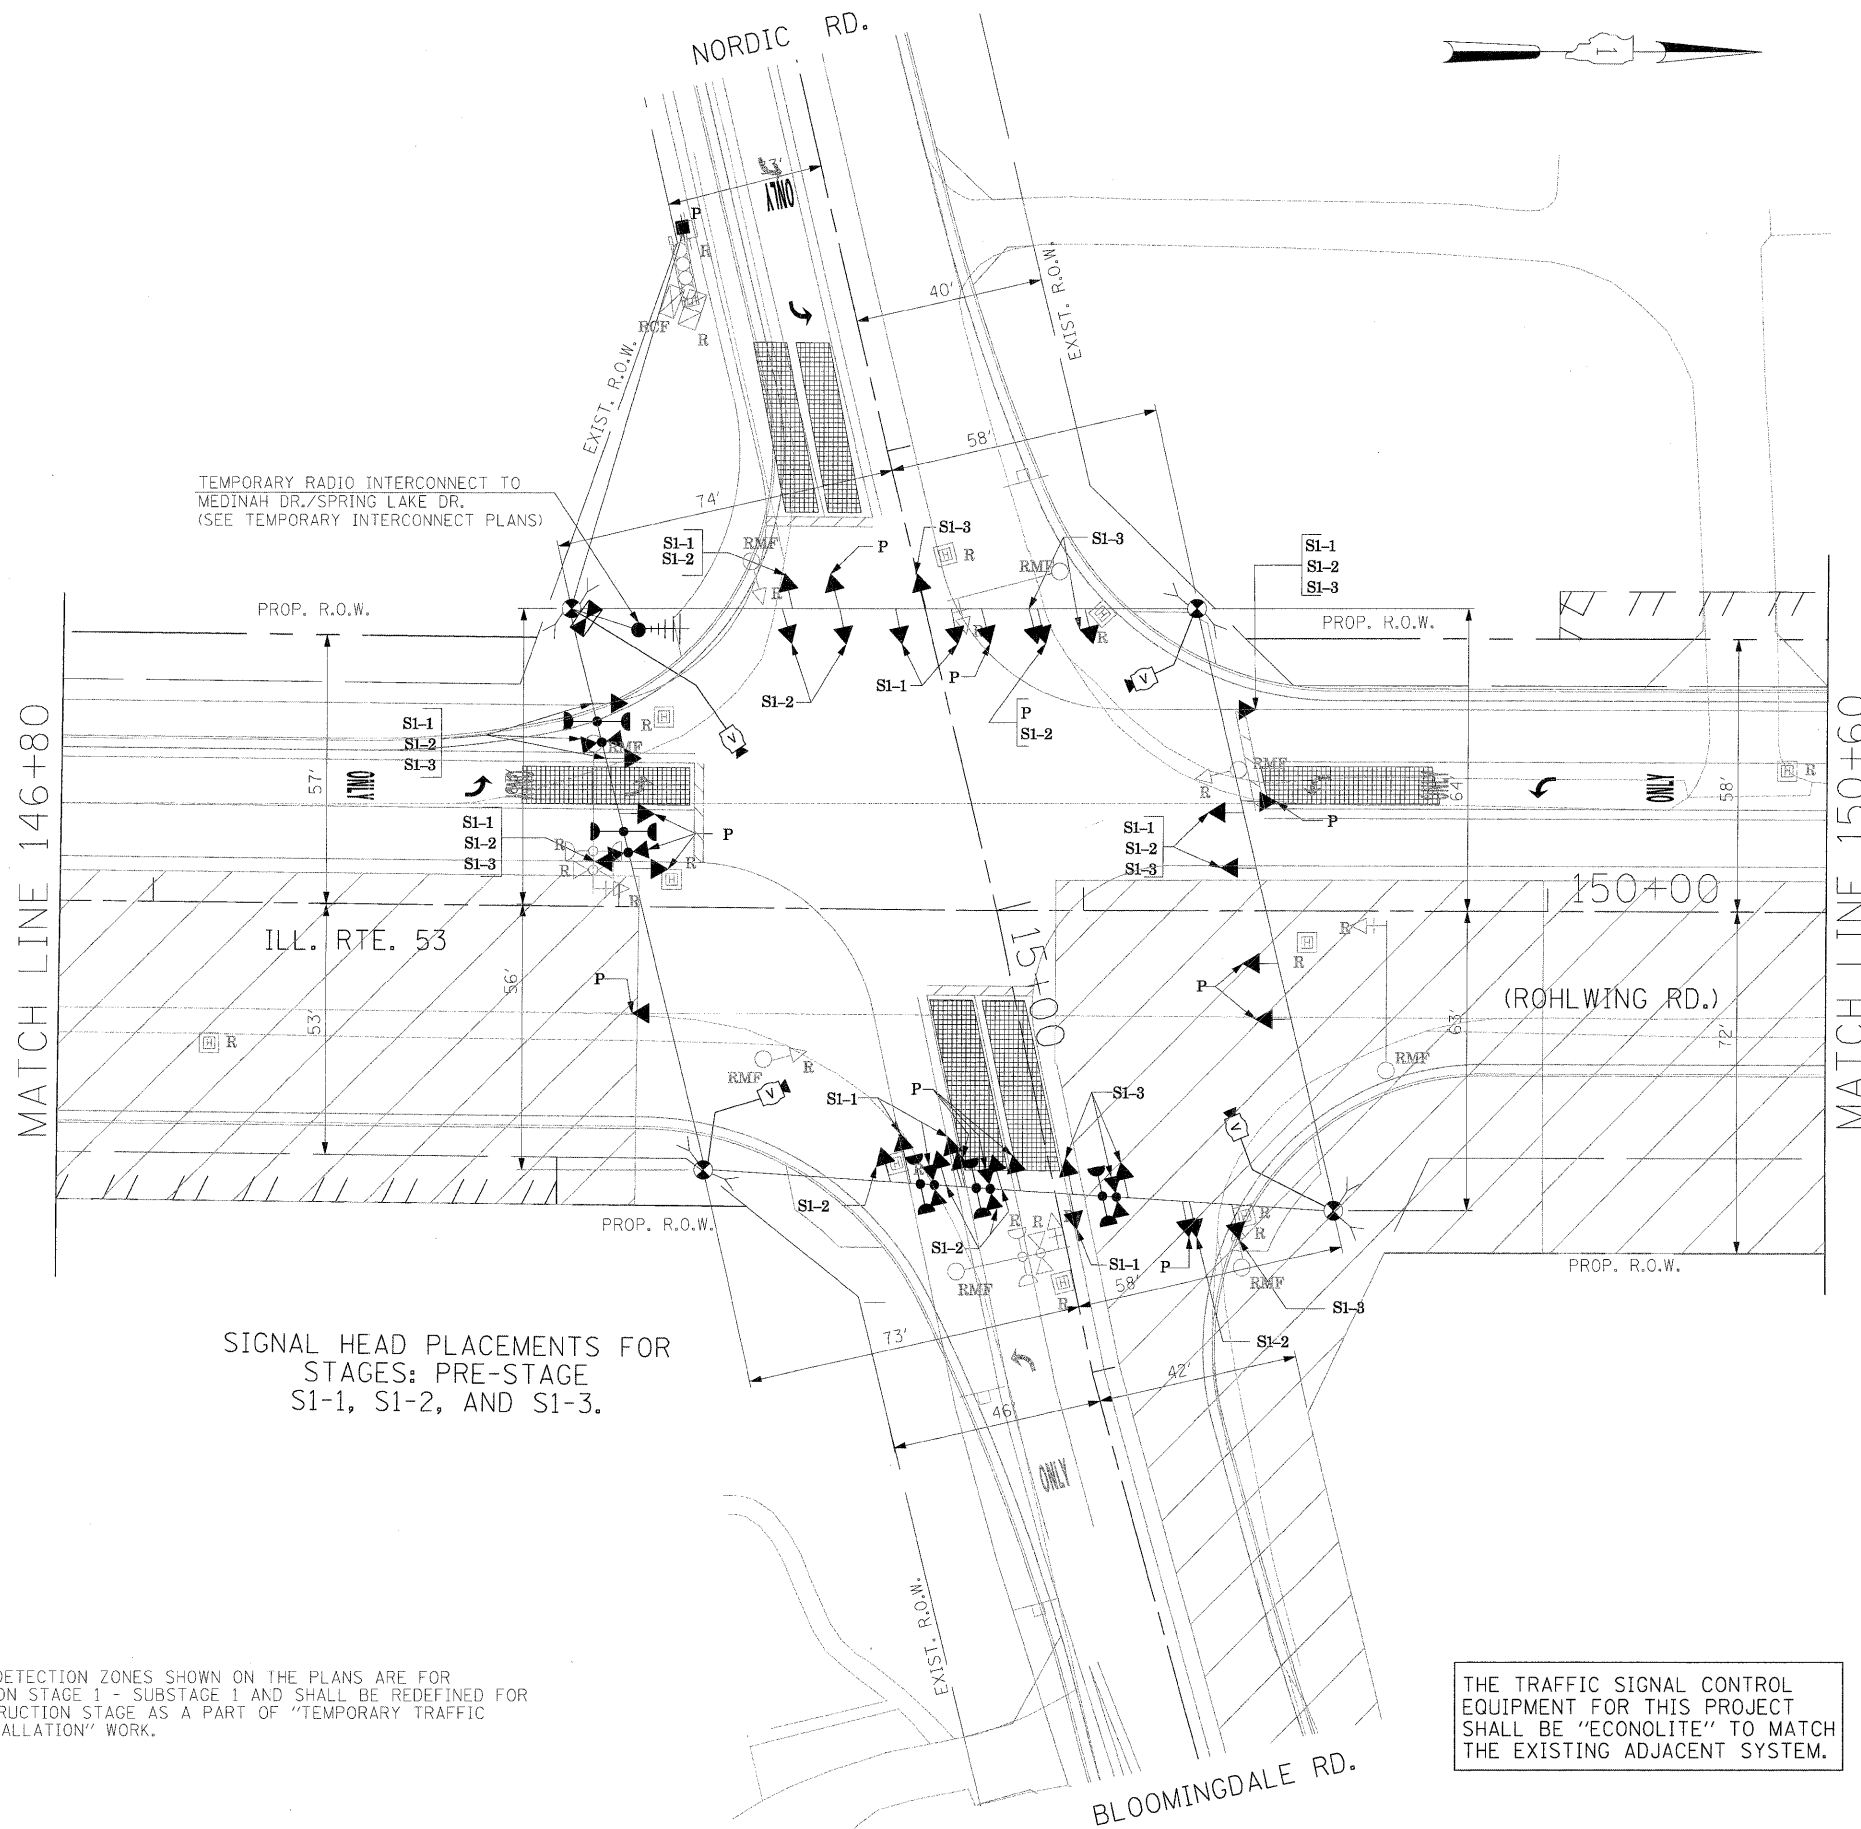 NORDIC RD.
1
P
13'
ONLY
R
40'
EXIST. R.O.W.
RCF
R
EXIST. R.O.W.
58'
TEMPORARY RADIO INTERCONNECT TO
MEDINAH DR./SPRING LAKE DR.
(SEE TEMPORARY INTERCONNECT PLANS)
74'
S1-1
S1-2
RMF
P
S1-3
H R
S1-3
RMF
S1-1
S1-2
S1-3
PROP. R.O.W.
R
R
PROP. R.O.W.
V
S1-2
S1-1
P
P
S1-2
S1-1
S1-2
S1-3
R H
RMF
V
RMF
R
H R
MATCH LINE 146+80
57'
ONLY
64'
ONLY
58'
MATCH LINE 150+60
S1-1
S1-2
S1-3
P
R
R
R
H
R
S1-1
S1-2
S1-3
P
150+00
ILL. RTE. 53
15+00
R
H
R
P
56'
P
53'
(ROHLWING RD.)
63'
72'
H R
RMF
R
V
RMF
S1-1
P
S1-3
V
S1-2
R
R
R
R
R
PROP. R.O.W.
S1-2
S1-1
P
58'
RMF
H
R
RMF
PROP. R.O.W.
S1-3
S1-2
73'
42'
46'
SIGNAL HEAD PLACEMENTS FOR
STAGES: PRE-STAGE
S1-1, S1-2, AND S1-3.
ONLY
EXIST. R.O.W.
DETECTION ZONES SHOWN ON THE PLANS ARE FOR
ON STAGE 1 - SUBSTAGE 1 AND SHALL BE REDEFINED FOR
RUCTION STAGE AS A PART OF "TEMPORARY TRAFFIC
ALLATION" WORK.
THE TRAFFIC SIGNAL CONTROL
EQUIPMENT FOR THIS PROJECT
SHALL BE "ECONOLITE" TO MATCH
THE EXISTING ADJACENT SYSTEM.
BLOOMINGDALE RD.